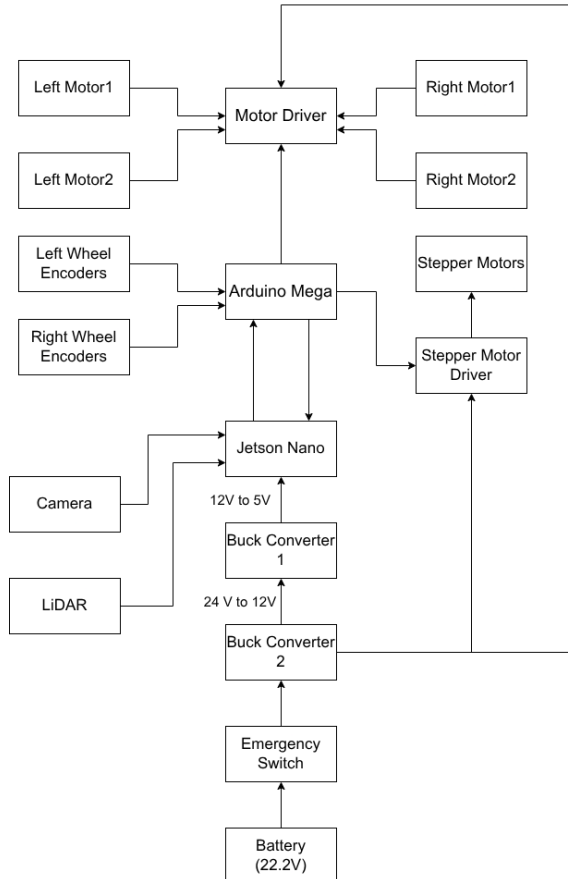 Left Motor1
Motor Driver
Right Motor1
Left Motor2
Right Motor2
Left Wheel
Encoders
Arduino Mega
Stepper Motors
Right Wheel
Encoders
Stepper Motor
Driver
Jetson Nano
Camera
12V to 5V
Buck Converter
1
LiDAR
24 V to 12V
Buck Converter
2
Emergency
Switch
Battery
(22.2V)